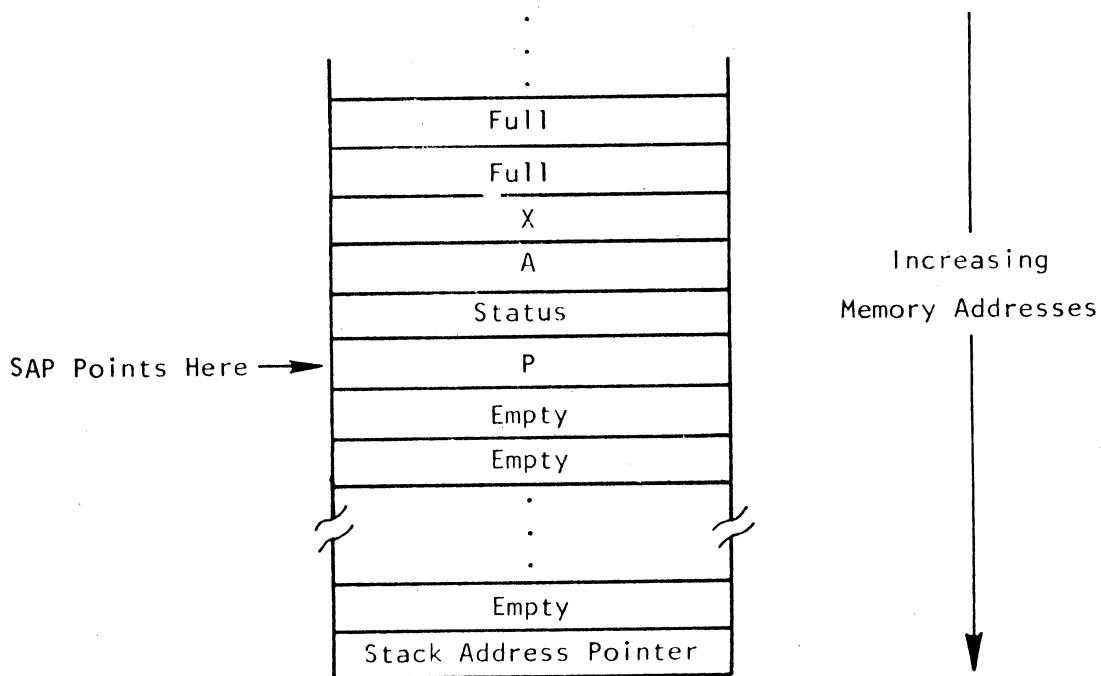 Full
Full
X
A
Status
SAP Points Here
P
Empty
Empty
Empty
Stack Address Pointer
Increasing
Memory Addresses